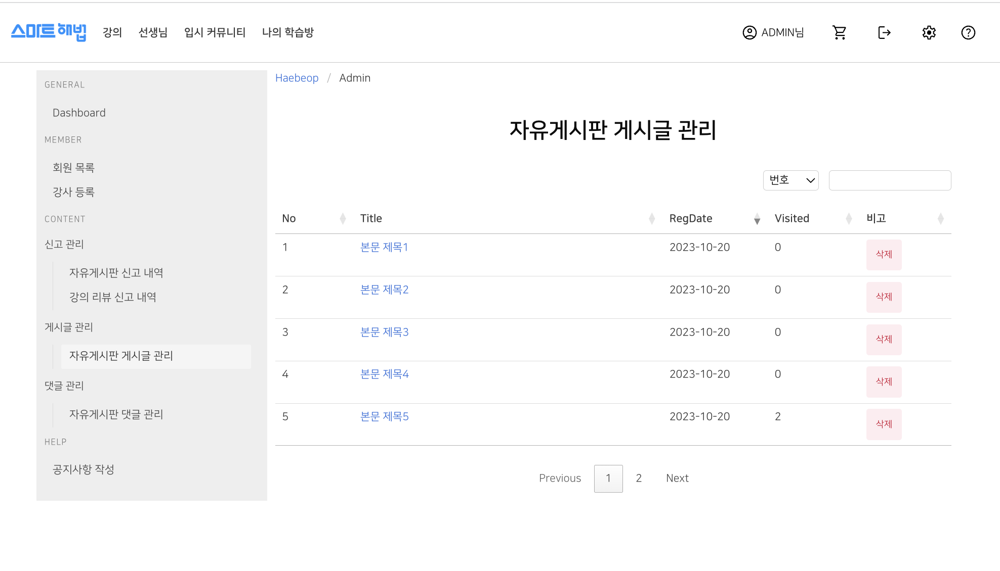 스마트해법 강의 선생님 입시 커뮤니티 나의 학습방 ADMIN님
GENERAL
Dashboard
MEMBER
회원 목록
강사 등록
CONTENT
신고 관리
자유게시판 신고 내역
강의 리뷰 신고 내역
게시글 관리
자유게시판 게시글 관리
댓글 관리
자유게시판 댓글 관리
HELP
공지사항 작성
Haebeop / Admin
자유게시판 게시글 관리
번호
No Title RegDate Visited 비고
1 본문 제목1 2023-10-20 0 삭제
2 본문 제목2 2023-10-20 0 삭제
3 본문 제목3 2023-10-20 0 삭제
4 본문 제목4 2023-10-20 0 삭제
5 본문 제목5 2023-10-20 2 삭제
Previous 1 2 Next